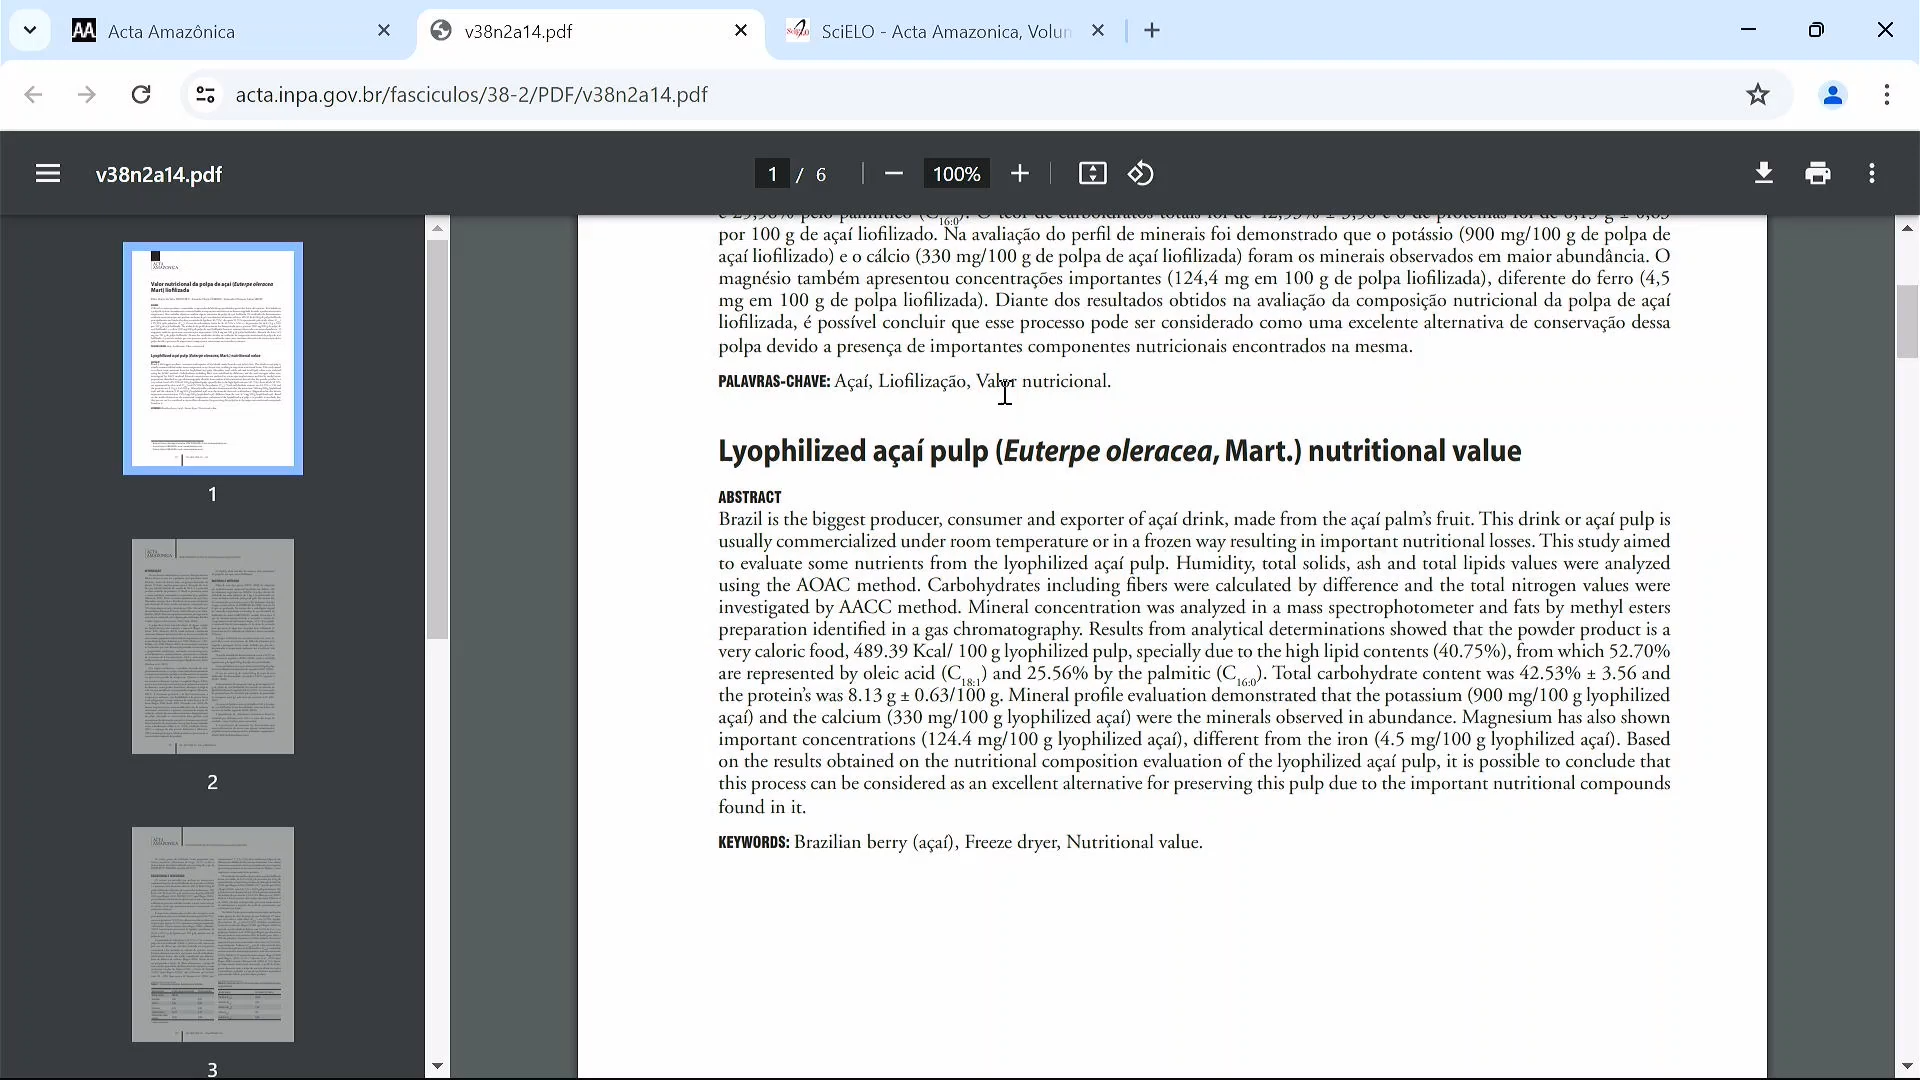 Acta Amazônica
v38n2a14.pdf
SciELO - Acta Amazonica, Volun
acta.inpa.gov.br/fasciculos/38-2/PDF/v38n2a14.pdf
v38n2a14.pdf
1 / 6
100%
por 100 g de açaí liofilizado. Na avaliação do perfil de minerais foi demonstrado que o potássio (900 mg/100 g de polpa de
açaí liofilizado) e o cálcio (330 mg/100 g de polpa de açaí liofilizada) foram os minerais observados em maior abundância. O
magnésio também apresentou concentrações importantes (124,4 mg em 100 g de polpa liofilizada), diferente do ferro (4,5
mg em 100 g de polpa liofilizada). Diante dos resultados obtidos na avaliação da composição nutricional da polpa de açaí
liofilizada, é possível concluir que esse processo pode ser considerado como uma excelente alternativa de conservação dessa
polpa devido a presença de importantes componentes nutricionais encontrados na mesma.
PALAVRAS-CHAVE: Açaí, Liofilização, Valor nutricional.
Lyophilized açaí pulp (Euterpe oleracea, Mart.) nutritional value
ABSTRACT
Brazil is the biggest producer, consumer and exporter of açaí drink, made from the açaí palm's fruit. This drink or açaí pulp is
usually commercialized under room temperature or in a frozen way resulting in important nutritional losses. This study aimed
to evaluate some nutrients from the lyophilized açaí pulp. Humidity, total solids, ash and total lipids values were analyzed
using the AOAC method. Carbohydrates including fibers were calculated by difference and the total nitrogen values were
investigated by AACC method. Mineral concentration was analyzed in a mass spectrophotometer and fats by methyl esters
preparation identified in a gas chromatography. Results from analytical determinations showed that the powder product is a
very caloric food, 489.39 Kcal/ 100 g lyophilized pulp, specially due to the high lipid contents (40.75%), from which 52.70%
are represented by oleic acid (C18:1) and 25.56% by the palmitic (C16:0). Total carbohydrate content was 42.53% ± 3.56 and
the protein's was 8.13 g ± 0.63/100 g. Mineral profile evaluation demonstrated that the potassium (900 mg/100 g lyophilized
açaí) and the calcium (330 mg/100 g lyophilized açaí) were the minerals observed in abundance. Magnesium has also shown
important concentrations (124.4 mg/100 g lyophilized açaí), different from the iron (4.5 mg/100 g lyophilized açaí). Based
on the results obtained on the nutritional composition evaluation of the lyophilized açaí pulp, it is possible to conclude that
this process can be considered as an excellent alternative for preserving this pulp due to the important nutritional compounds
found in it.
KEYWORDS: Brazilian berry (açaí), Freeze dryer, Nutritional value.
ACTA
AMAZONICA
Valor nutricional da polpa de açaí (Euterpe oleracea
Mart) liofilizada
Lyophilized açaí pulp (Euterpe oleracea, Mart.) nutritional value
1
2
3